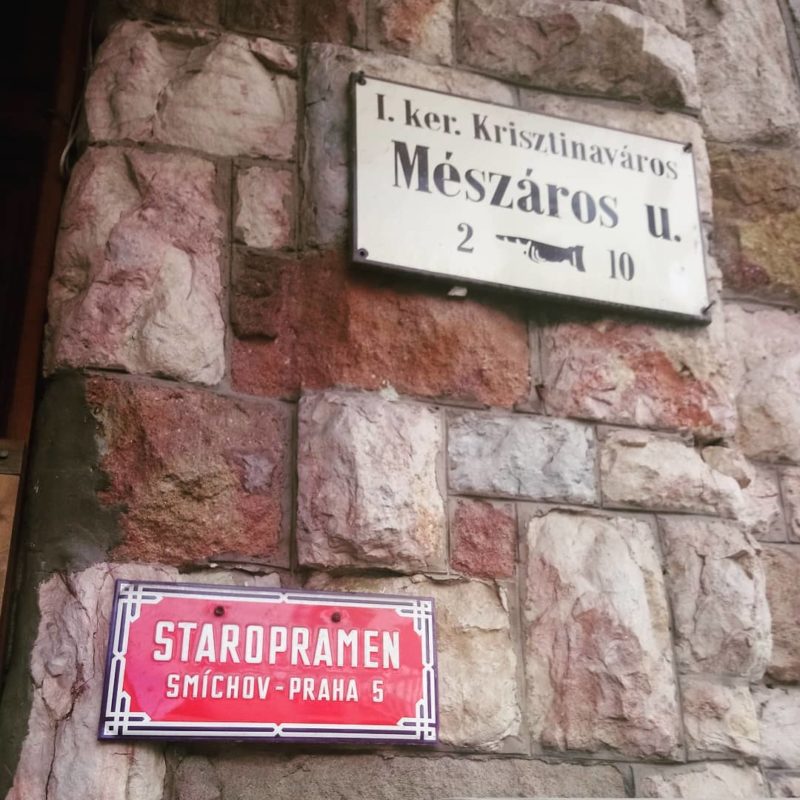 I. ker. Krisztinaváros
Mészáros u.
2 10
STAROPRAMEN
SMÍCHOV - PRAHA 5